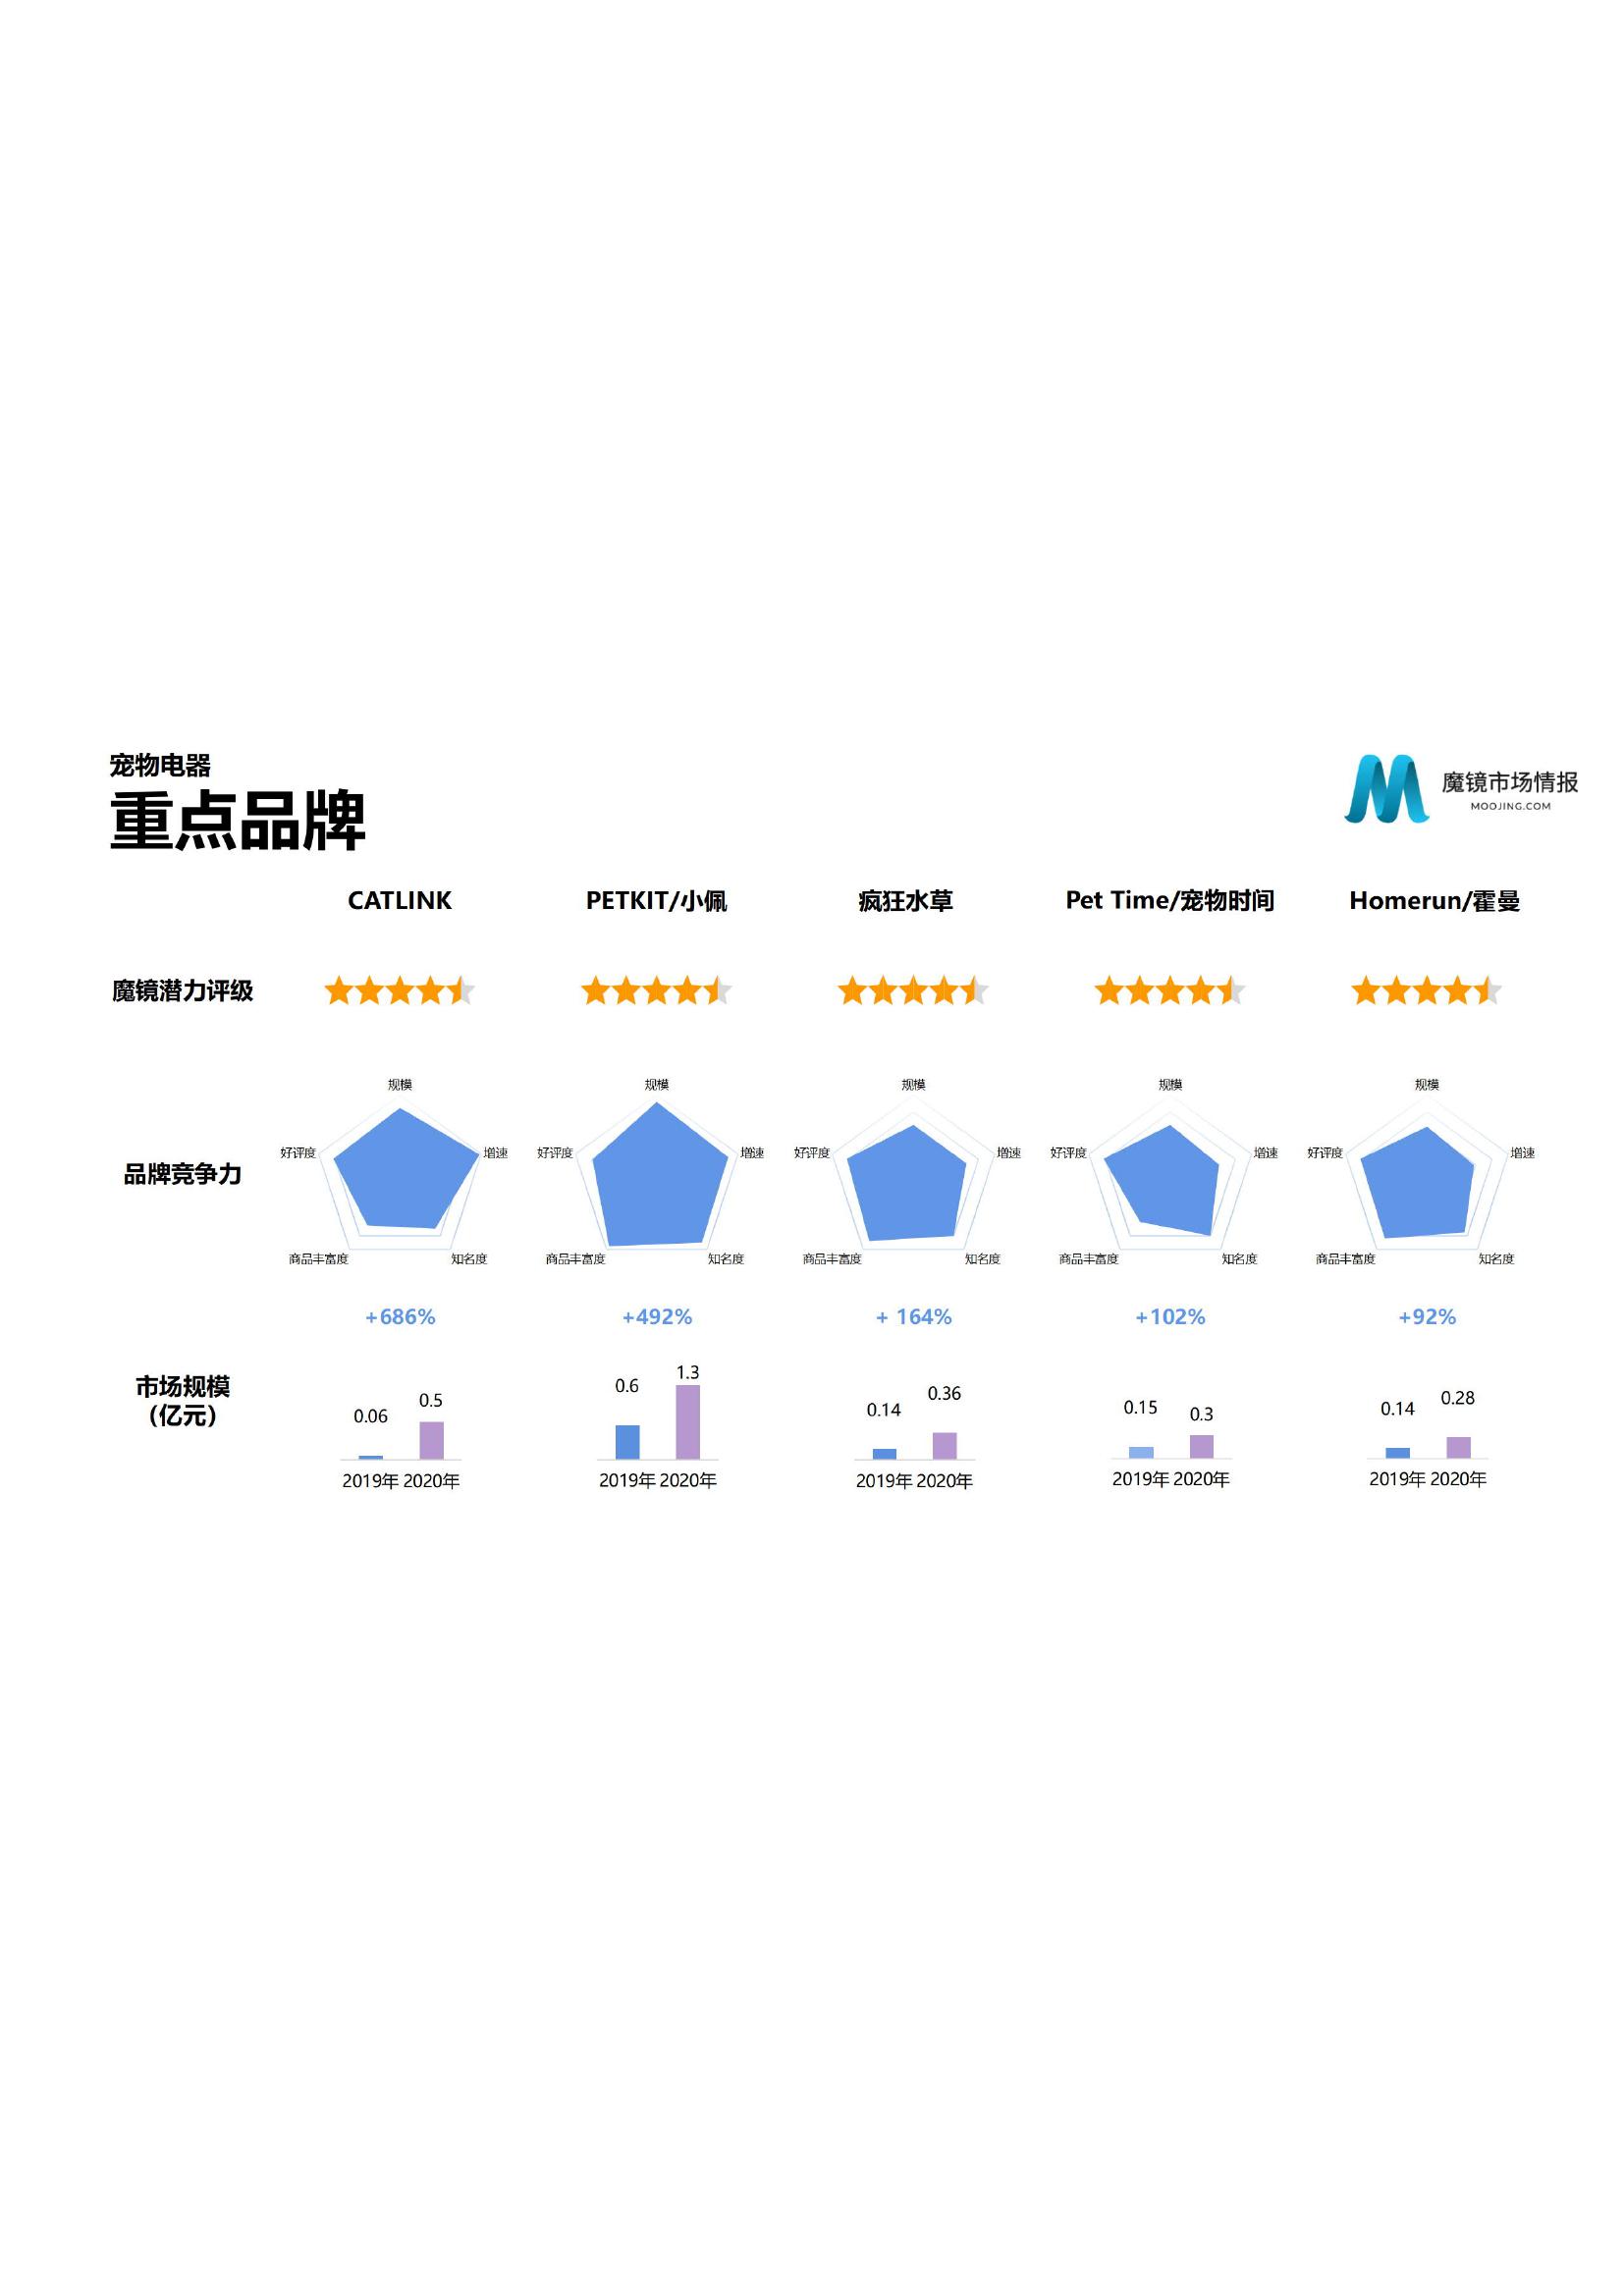 宠物电器
重点品牌
魔镜市场情报
MOOJING.COM
CATLINK
PETKIT/小佩
疯狂水草
Pet Time/宠物时间
Homerun/霍曼
魔镜潜力评级
品牌竞争力
规模
增速
知名度
商品丰富度
好评度
规模
增速
知名度
商品丰富度
好评度
规模
增速
知名度
商品丰富度
好评度
规模
增速
知名度
商品丰富度
好评度
规模
增速
知名度
商品丰富度
好评度
+686%
+492%
+ 164%
+102%
+92%
市场规模
（亿元）
0.06
0.5
2019年 2020年
0.6
1.3
2019年 2020年
0.14
0.36
2019年 2020年
0.15
0.3
2019年 2020年
0.14
0.28
2019年 2020年